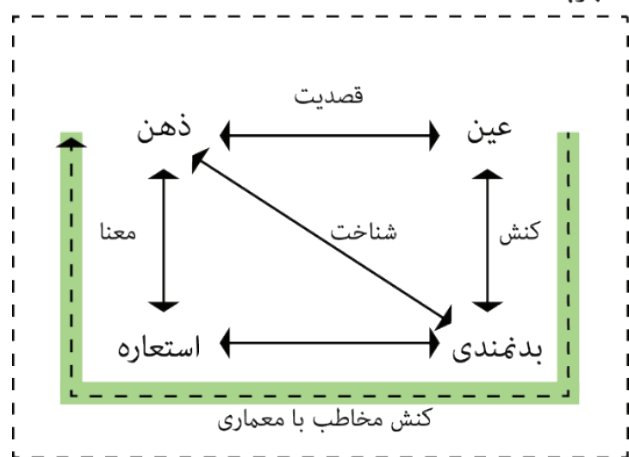 قصدیت
عین
ذهن
کنش
شناخت
معنا
بدنمندی
استعاره
کنش مخاطب با معماری